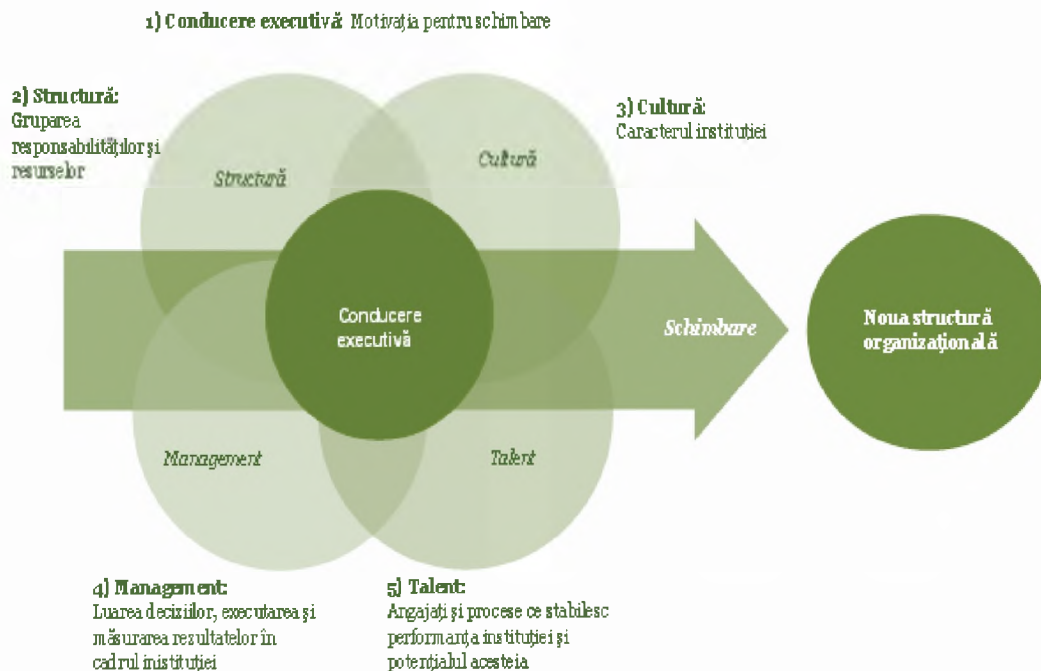 1) Conducere executivă: Motivația pentru schimbare
2) Structură:
Gruparea
responsabilităților și
resurselor
3) Cultură:
Caracterul instituției
Structură
Cultură
Conducere
executivă
Schimbare
Noua structură
organizațională
Management
Talent
4) Management:
Luarea deciziilor, executarea și
măsurarea rezultatelor în
cadrul inistituției
5) Talent:
Angajați și procese ce stabilesc
performanța instituției și
potențialul acesteia